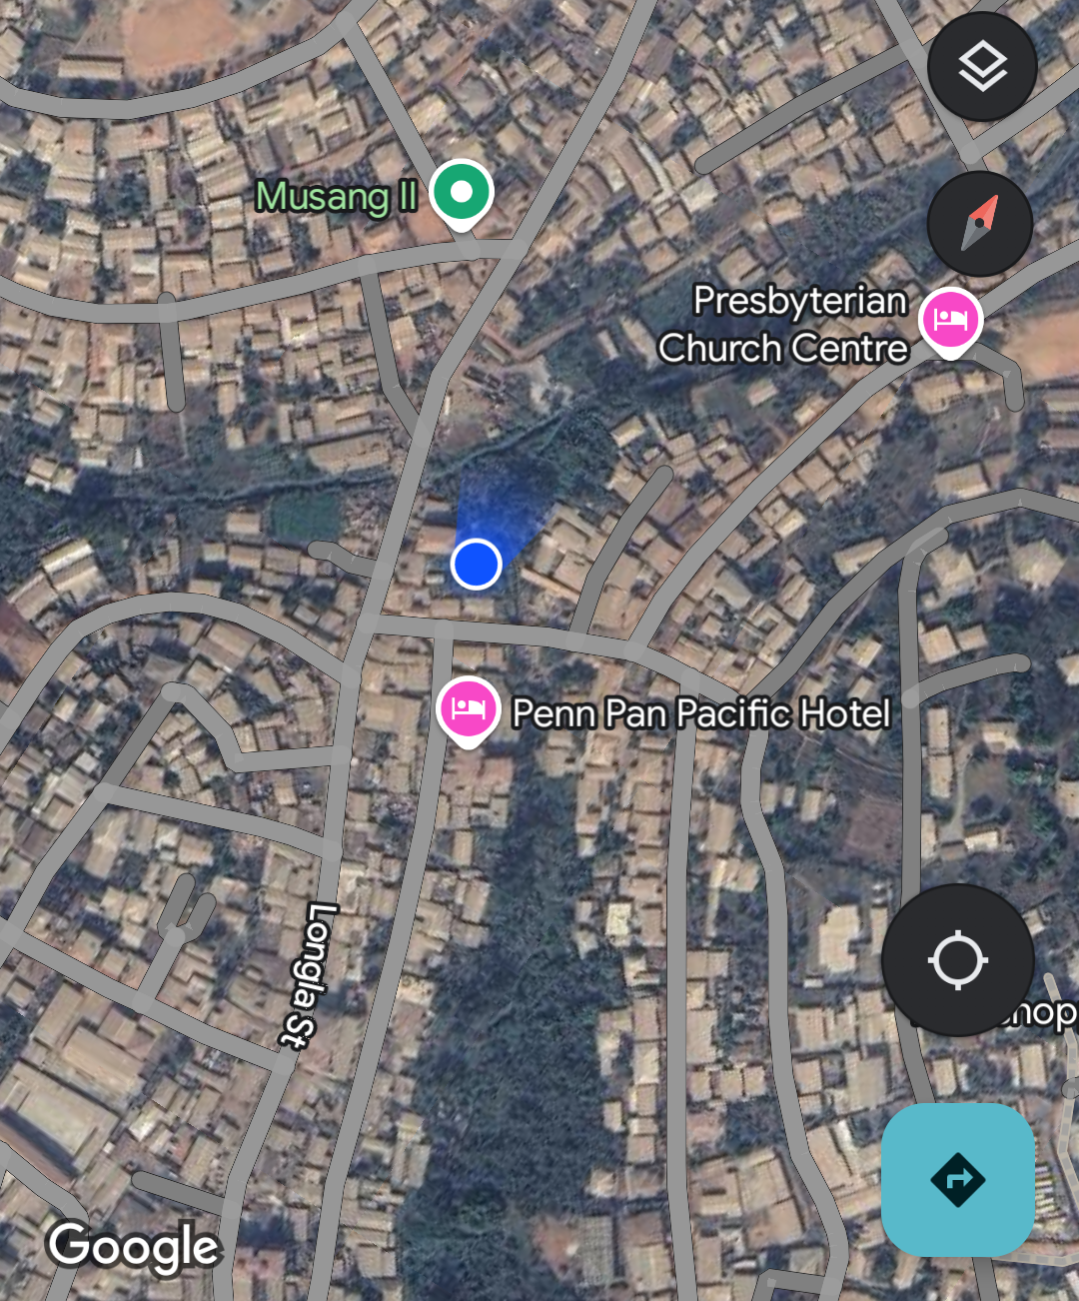 Musang II
Presbyterian
Church Centre
Penn Pan Pacific Hotel
Longla St
Google